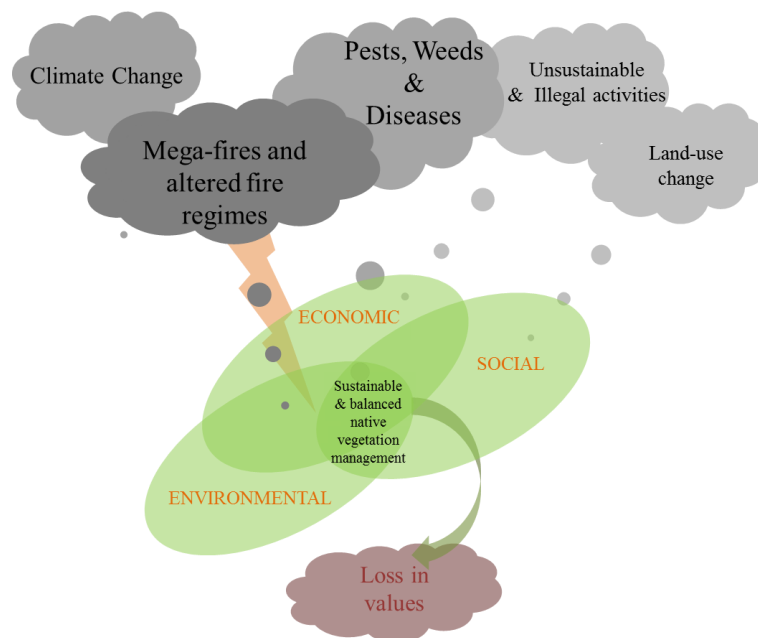 Climate Change
Pests, Weeds
&
Diseases
Unsustainable
& Illegal activities
Mega-fires and
altered fire
regimes
Land-use
change
ECONOMIC
SOCIAL
Sustainable
& balanced
native
vegetation
management
ENVIRONMENTAL
Loss in
values